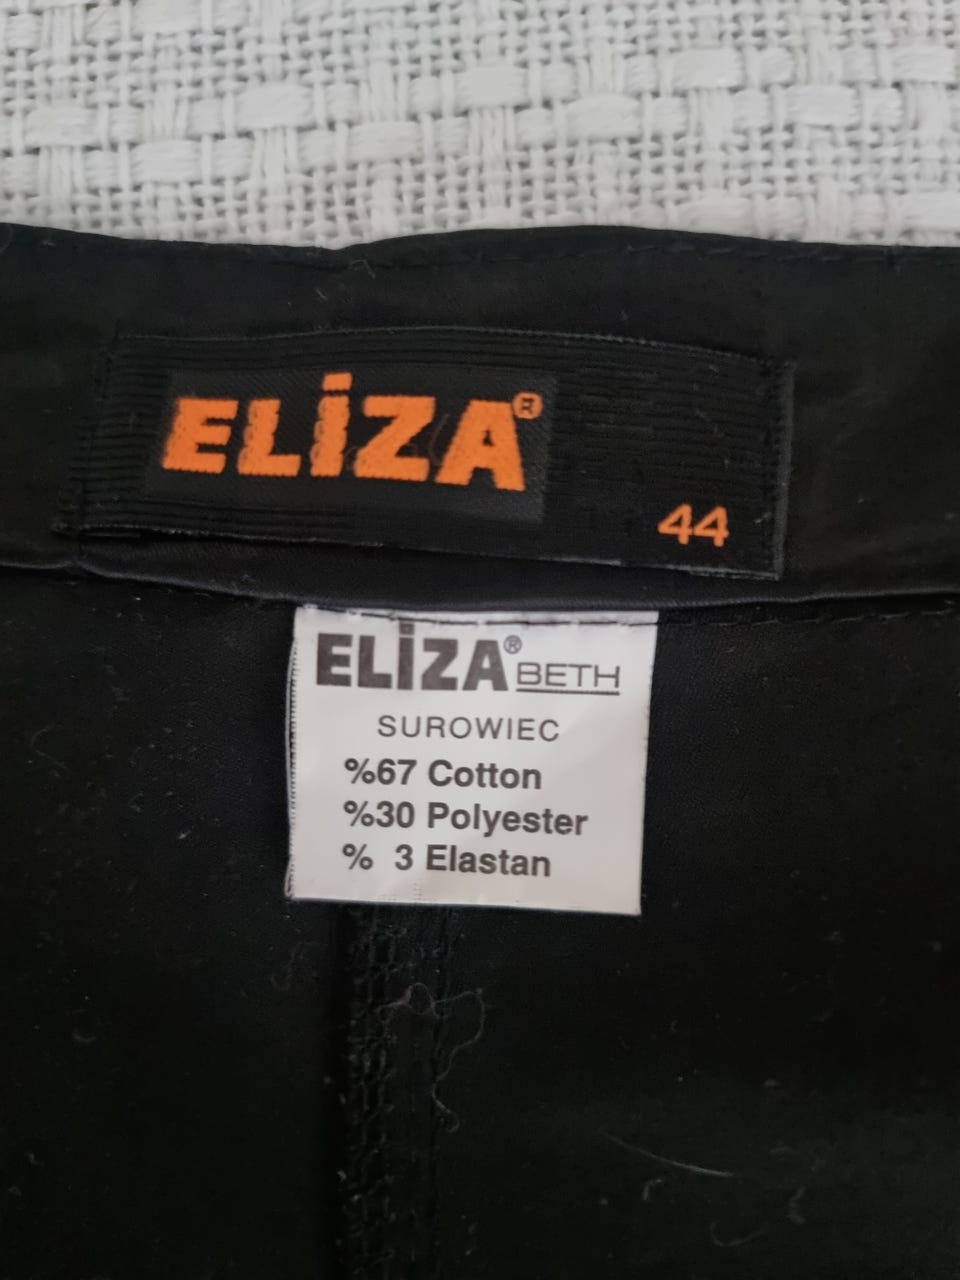 ELİZA®
44
ELİZA® BETH
SUROWIEC
%67 Cotton
%30 Polyester
% 3 Elastan